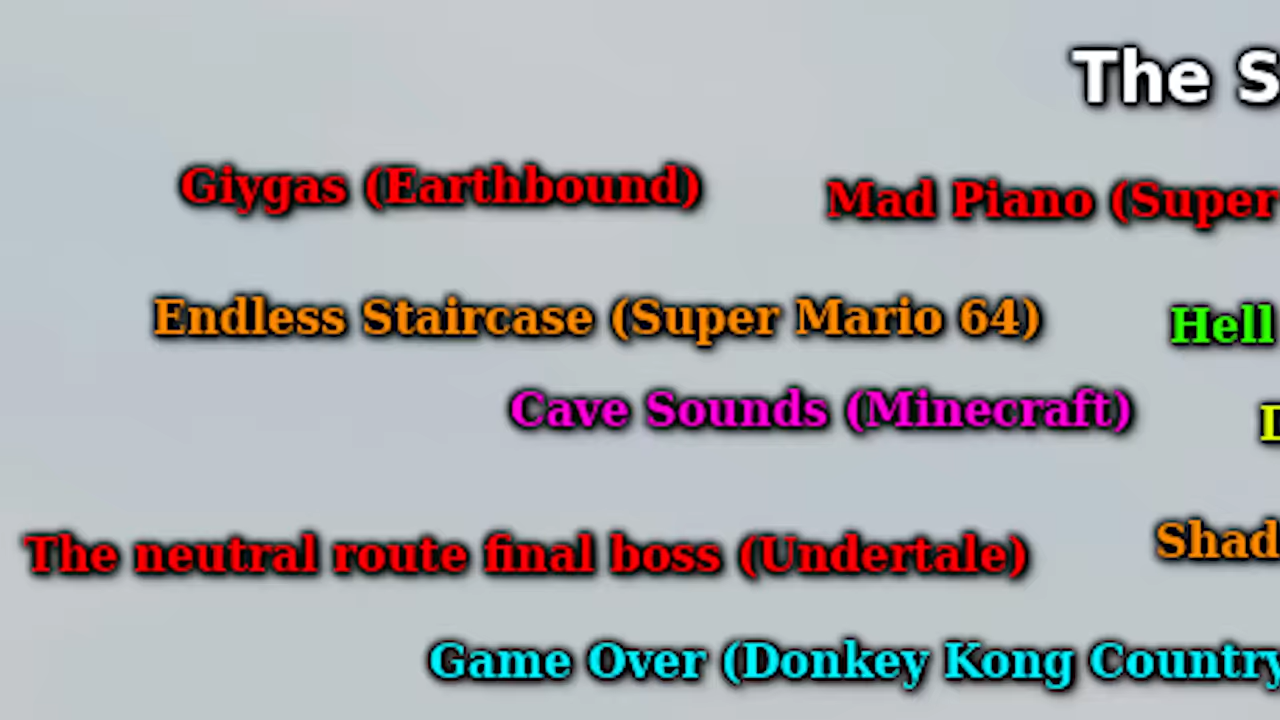 The S
Giygas (Earthbound)
Mad Piano (Super
Endless Staircase (Super Mario 64)
Hell
Cave Sounds (Minecraft)
The neutral route final boss (Undertale)
Shad
Game Over (Donkey Kong Country